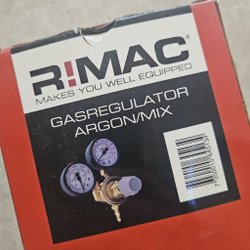 R!MAC®
MAKES YOU WELL EQUIPPED
GASREGULATOR
ARGON/MIX